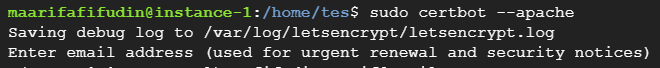 maarifafifudin@instance-1:/home/tes$ sudo certbot --apache
Saving debug log to /var/log/letsencrypt/letsencrypt.log
Enter email address (used for urgent renewal and security notices)